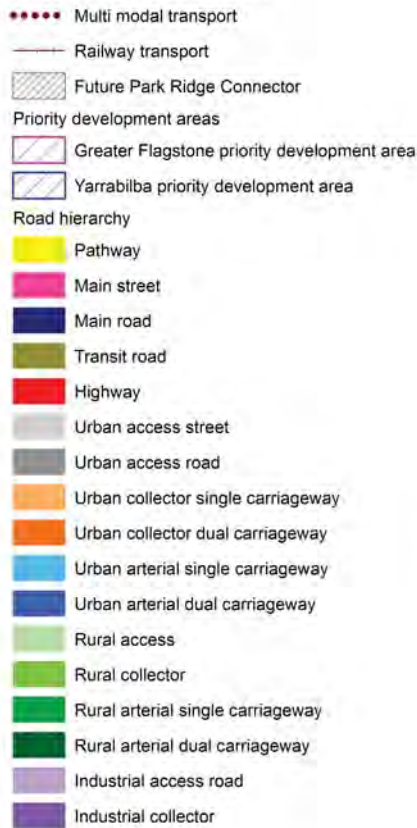 Multi modal transport
Railway transport
Future Park Ridge Connector
Priority development areas
Greater Flagstone priority development area
Yarrabilba priority development area
Road hierarchy
Pathway
Main street
Main road
Transit road
Highway
Urban access street
Urban access road
Urban collector single carriageway
Urban collector dual carriageway
Urban arterial single carriageway
Urban arterial dual carriageway
Rural access
Rural collector
Rural arterial single carriageway
Rural arterial dual carriageway
Industrial access road
Industrial collector